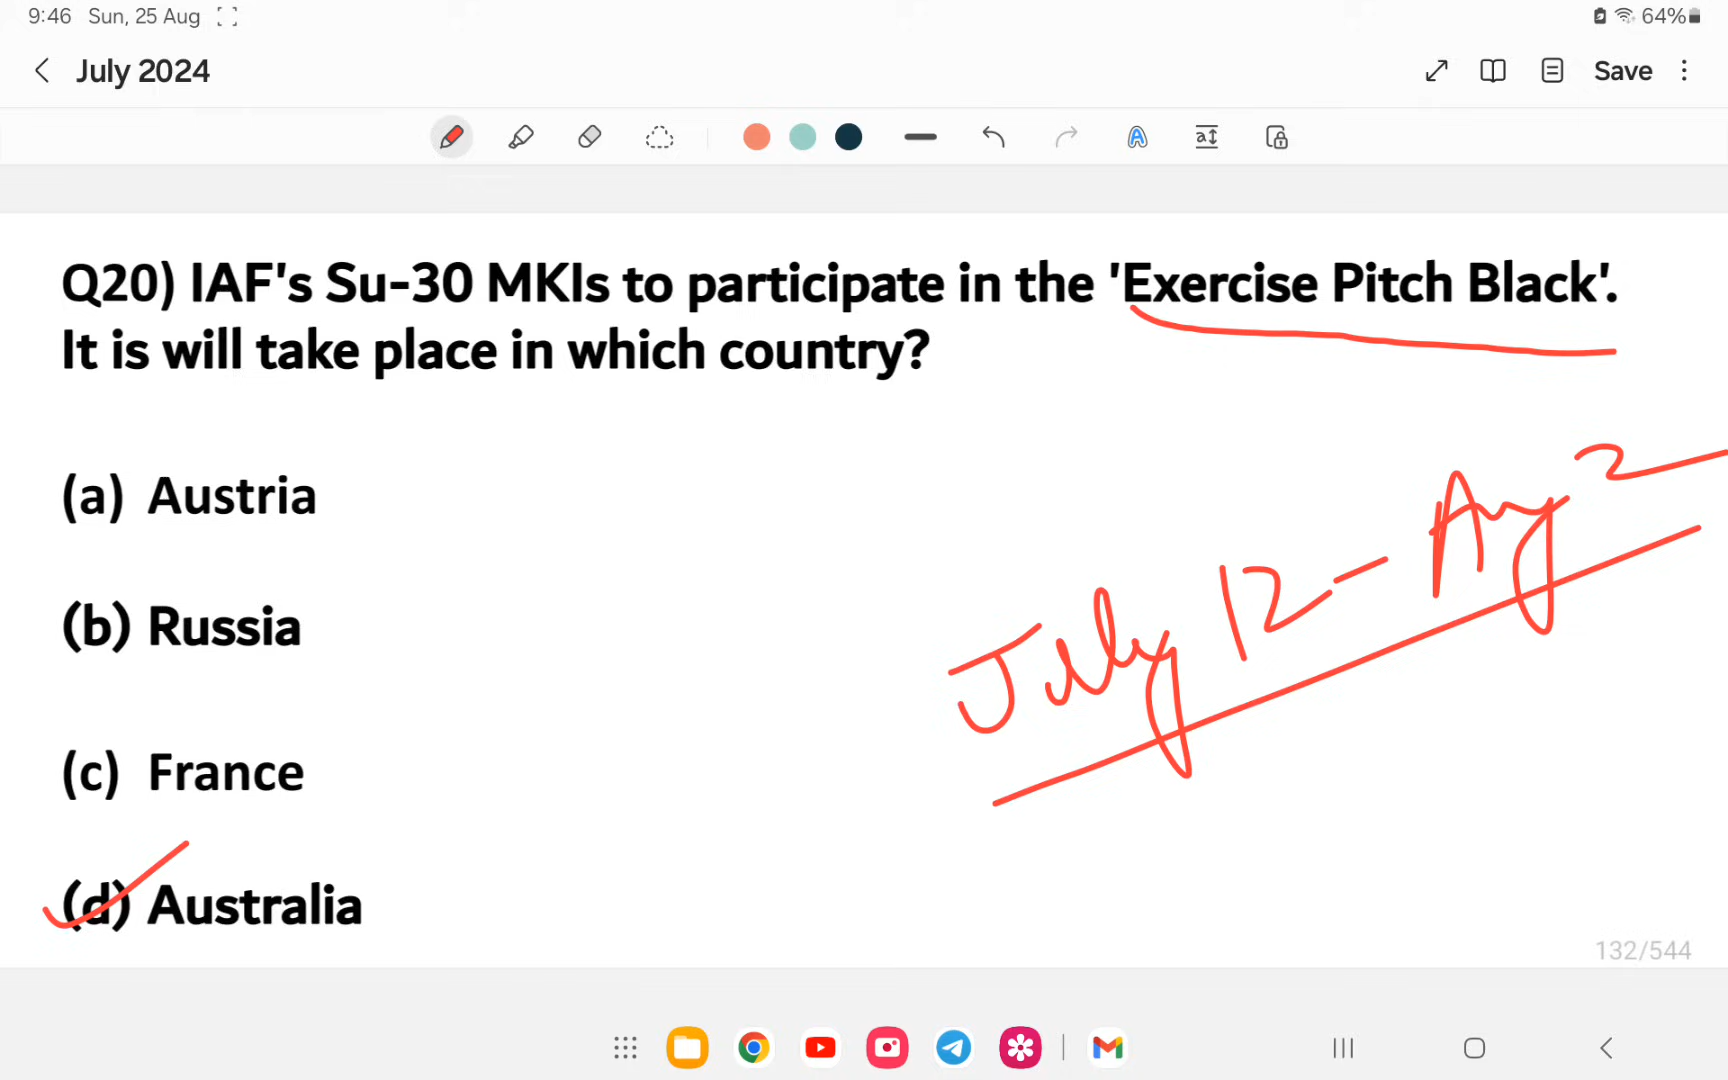 9:46 Sun, 25 Aug 64%
July 2024 Save
Q20) IAF's Su-30 MKIs to participate in the 'Exercise Pitch Black'.
It is will take place in which country?
(a) Austria
July 12 - Aug 2
(b) Russia
(c) France
(d) Australia
132/544